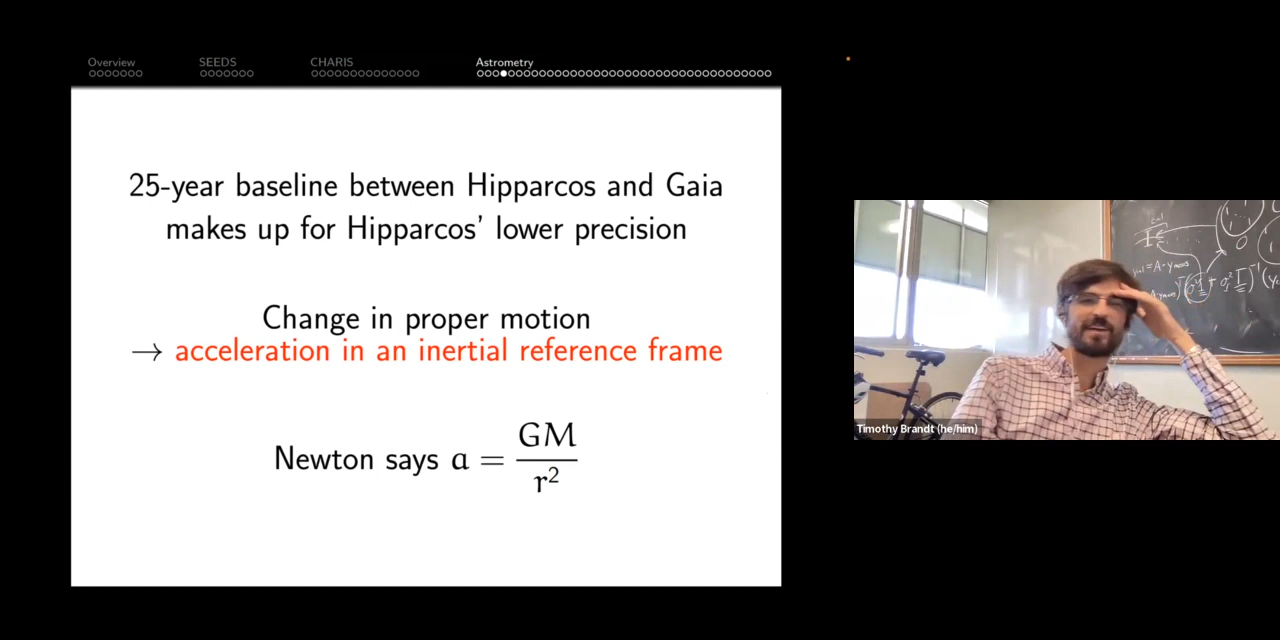 Overview
SEEDS
CHARIS
Astrometry
25-year baseline between Hipparcos and Gaia
makes up for Hipparcos' lower precision
Change in proper motion
→ acceleration in an inertial reference frame
Newton says a = GM / r²
Timothy Brandt (he/him)